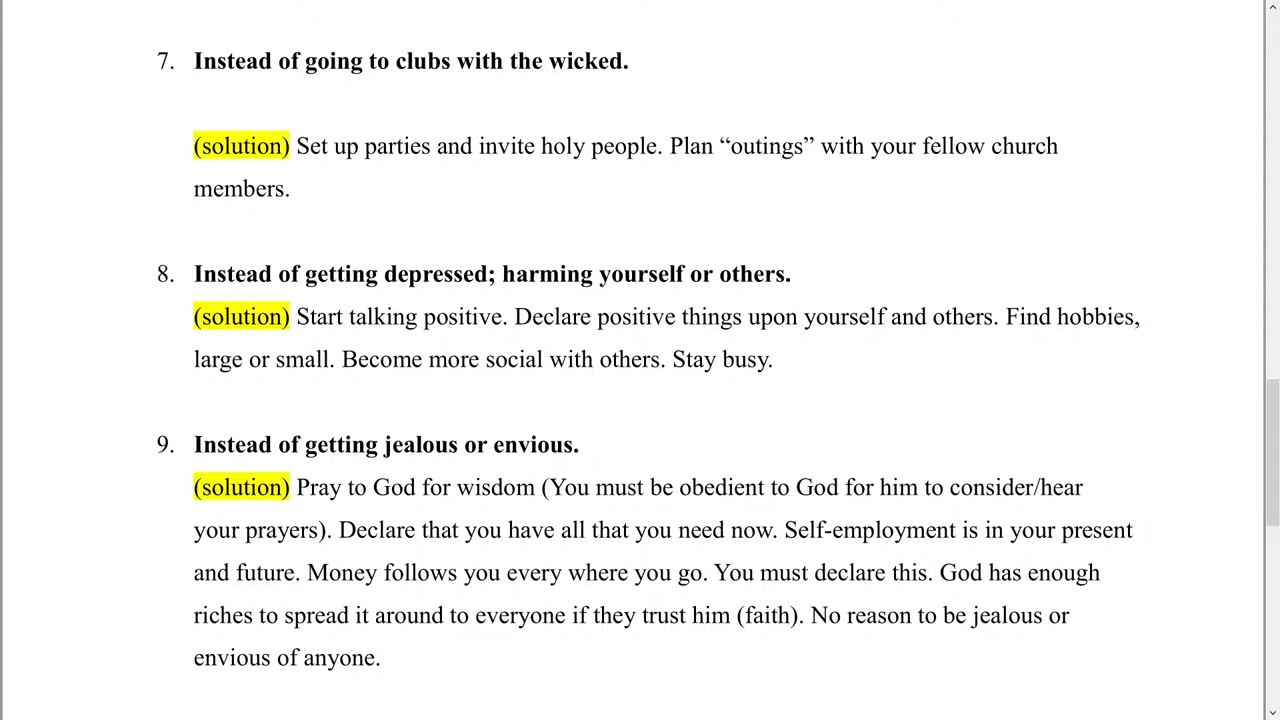 7. Instead of going to clubs with the wicked.
(solution) Set up parties and invite holy people. Plan “outings” with your fellow church
members.
8. Instead of getting depressed; harming yourself or others.
(solution) Start talking positive. Declare positive things upon yourself and others. Find hobbies,
large or small. Become more social with others. Stay busy.
9. Instead of getting jealous or envious.
(solution) Pray to God for wisdom (You must be obedient to God for him to consider/hear
your prayers). Declare that you have all that you need now. Self-employment is in your present
and future. Money follows you every where you go. You must declare this. God has enough
riches to spread it around to everyone if they trust him (faith). No reason to be jealous or
envious of anyone.